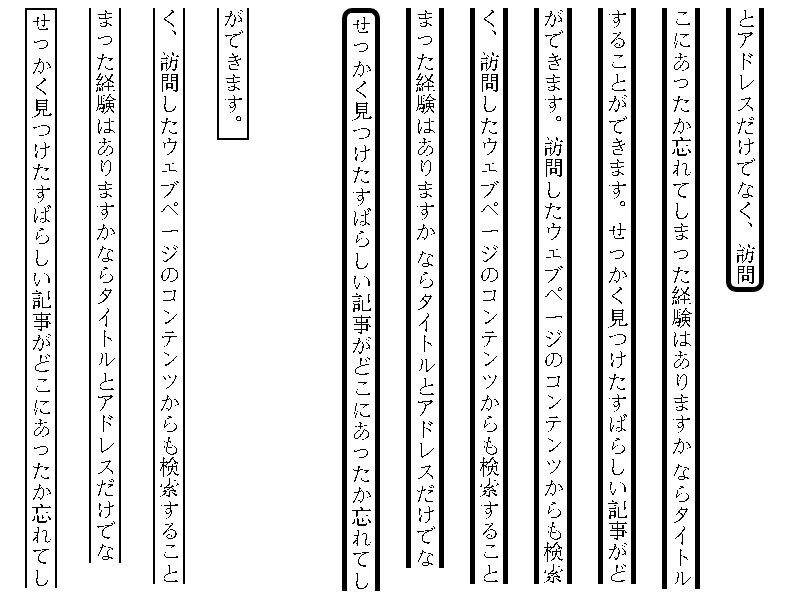 せっかく見つけたすばらしい記事がどこにあったか忘れてし
まった経験はありますかならタイトルとアドレスだけでな
く、訪問したウェブページのコンテンツからも検索すること
ができます。
せっかく見つけたすばらしい記事がどこにあったか忘れてし
まった経験はありますか ならタイトルとアドレスだけでな
く、訪問したウェブページのコンテンツからも検索すること
ができます。 訪問したウェブページのコンテンツからも検索
することができます。 せっかく見つけたすばらしい記事がど
こにあったか忘れてしまった経験はありますか ならタイトル
とアドレスだけでなく、訪問